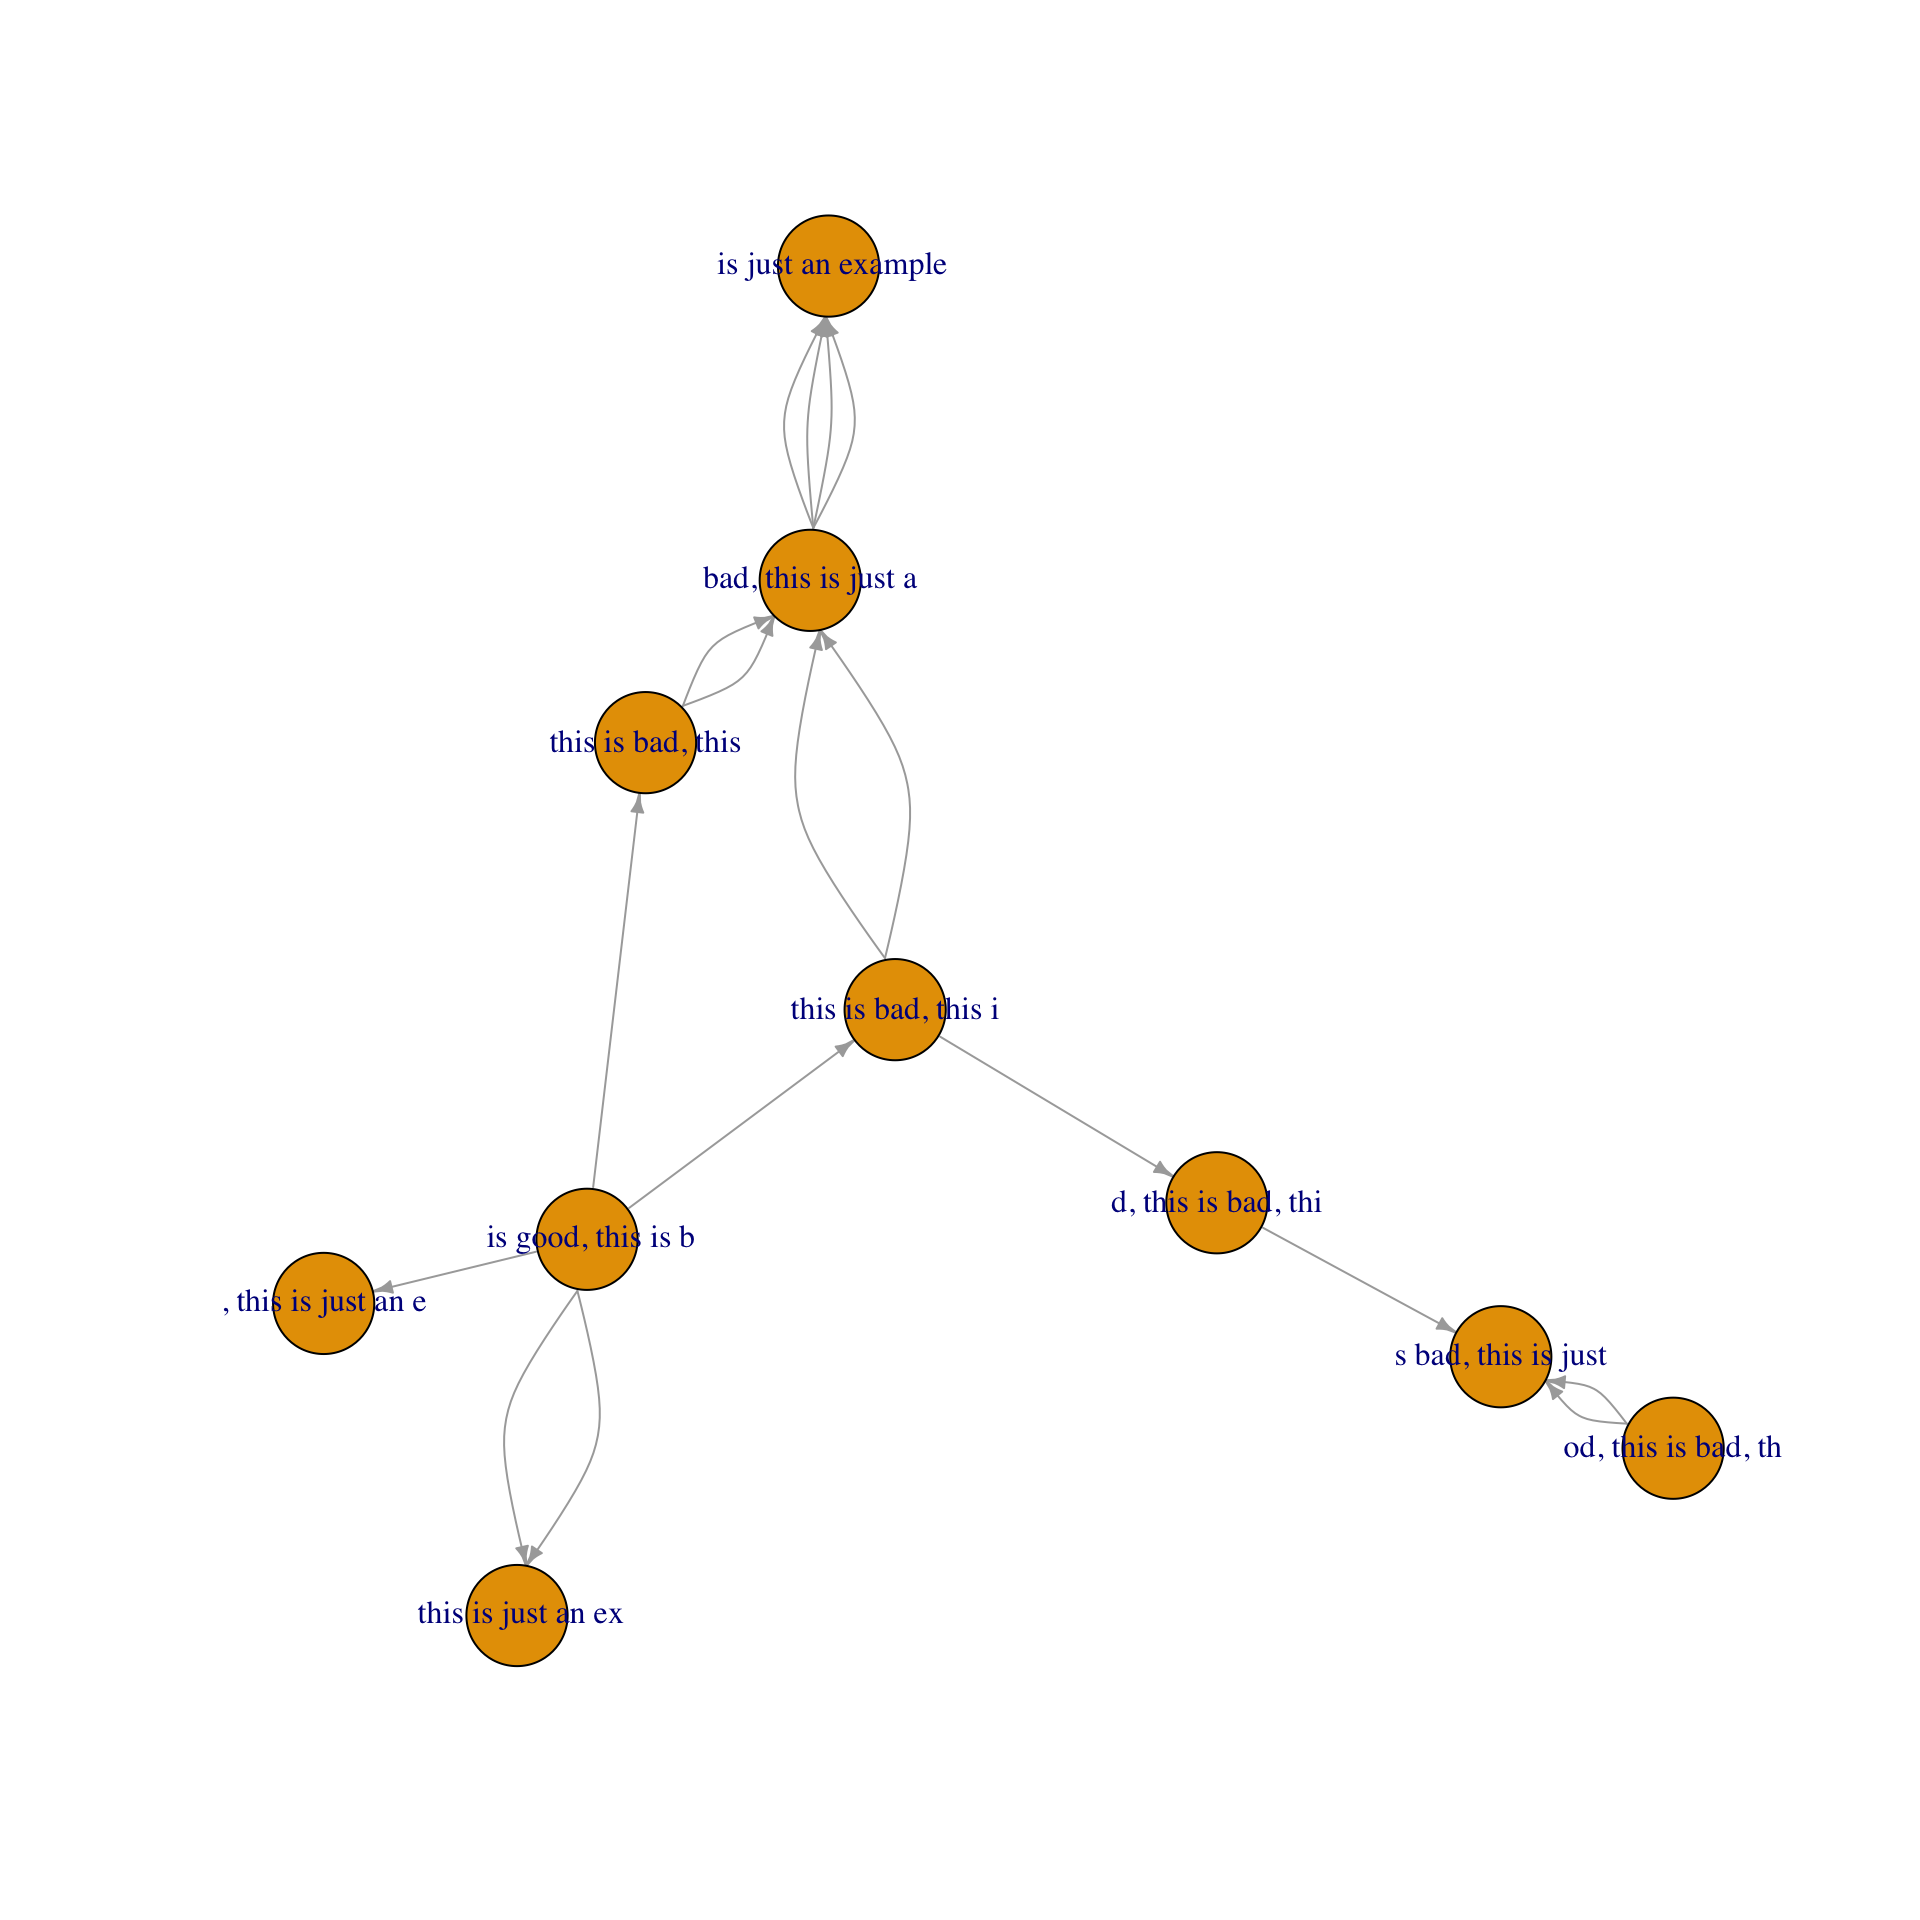 is just an example
bad, this is just a
this is bad, this
this is bad, this i
d, this is bad, thi
is good, this is b
, this is just an e
s bad, this is just
od, this is bad, th
this is just an ex